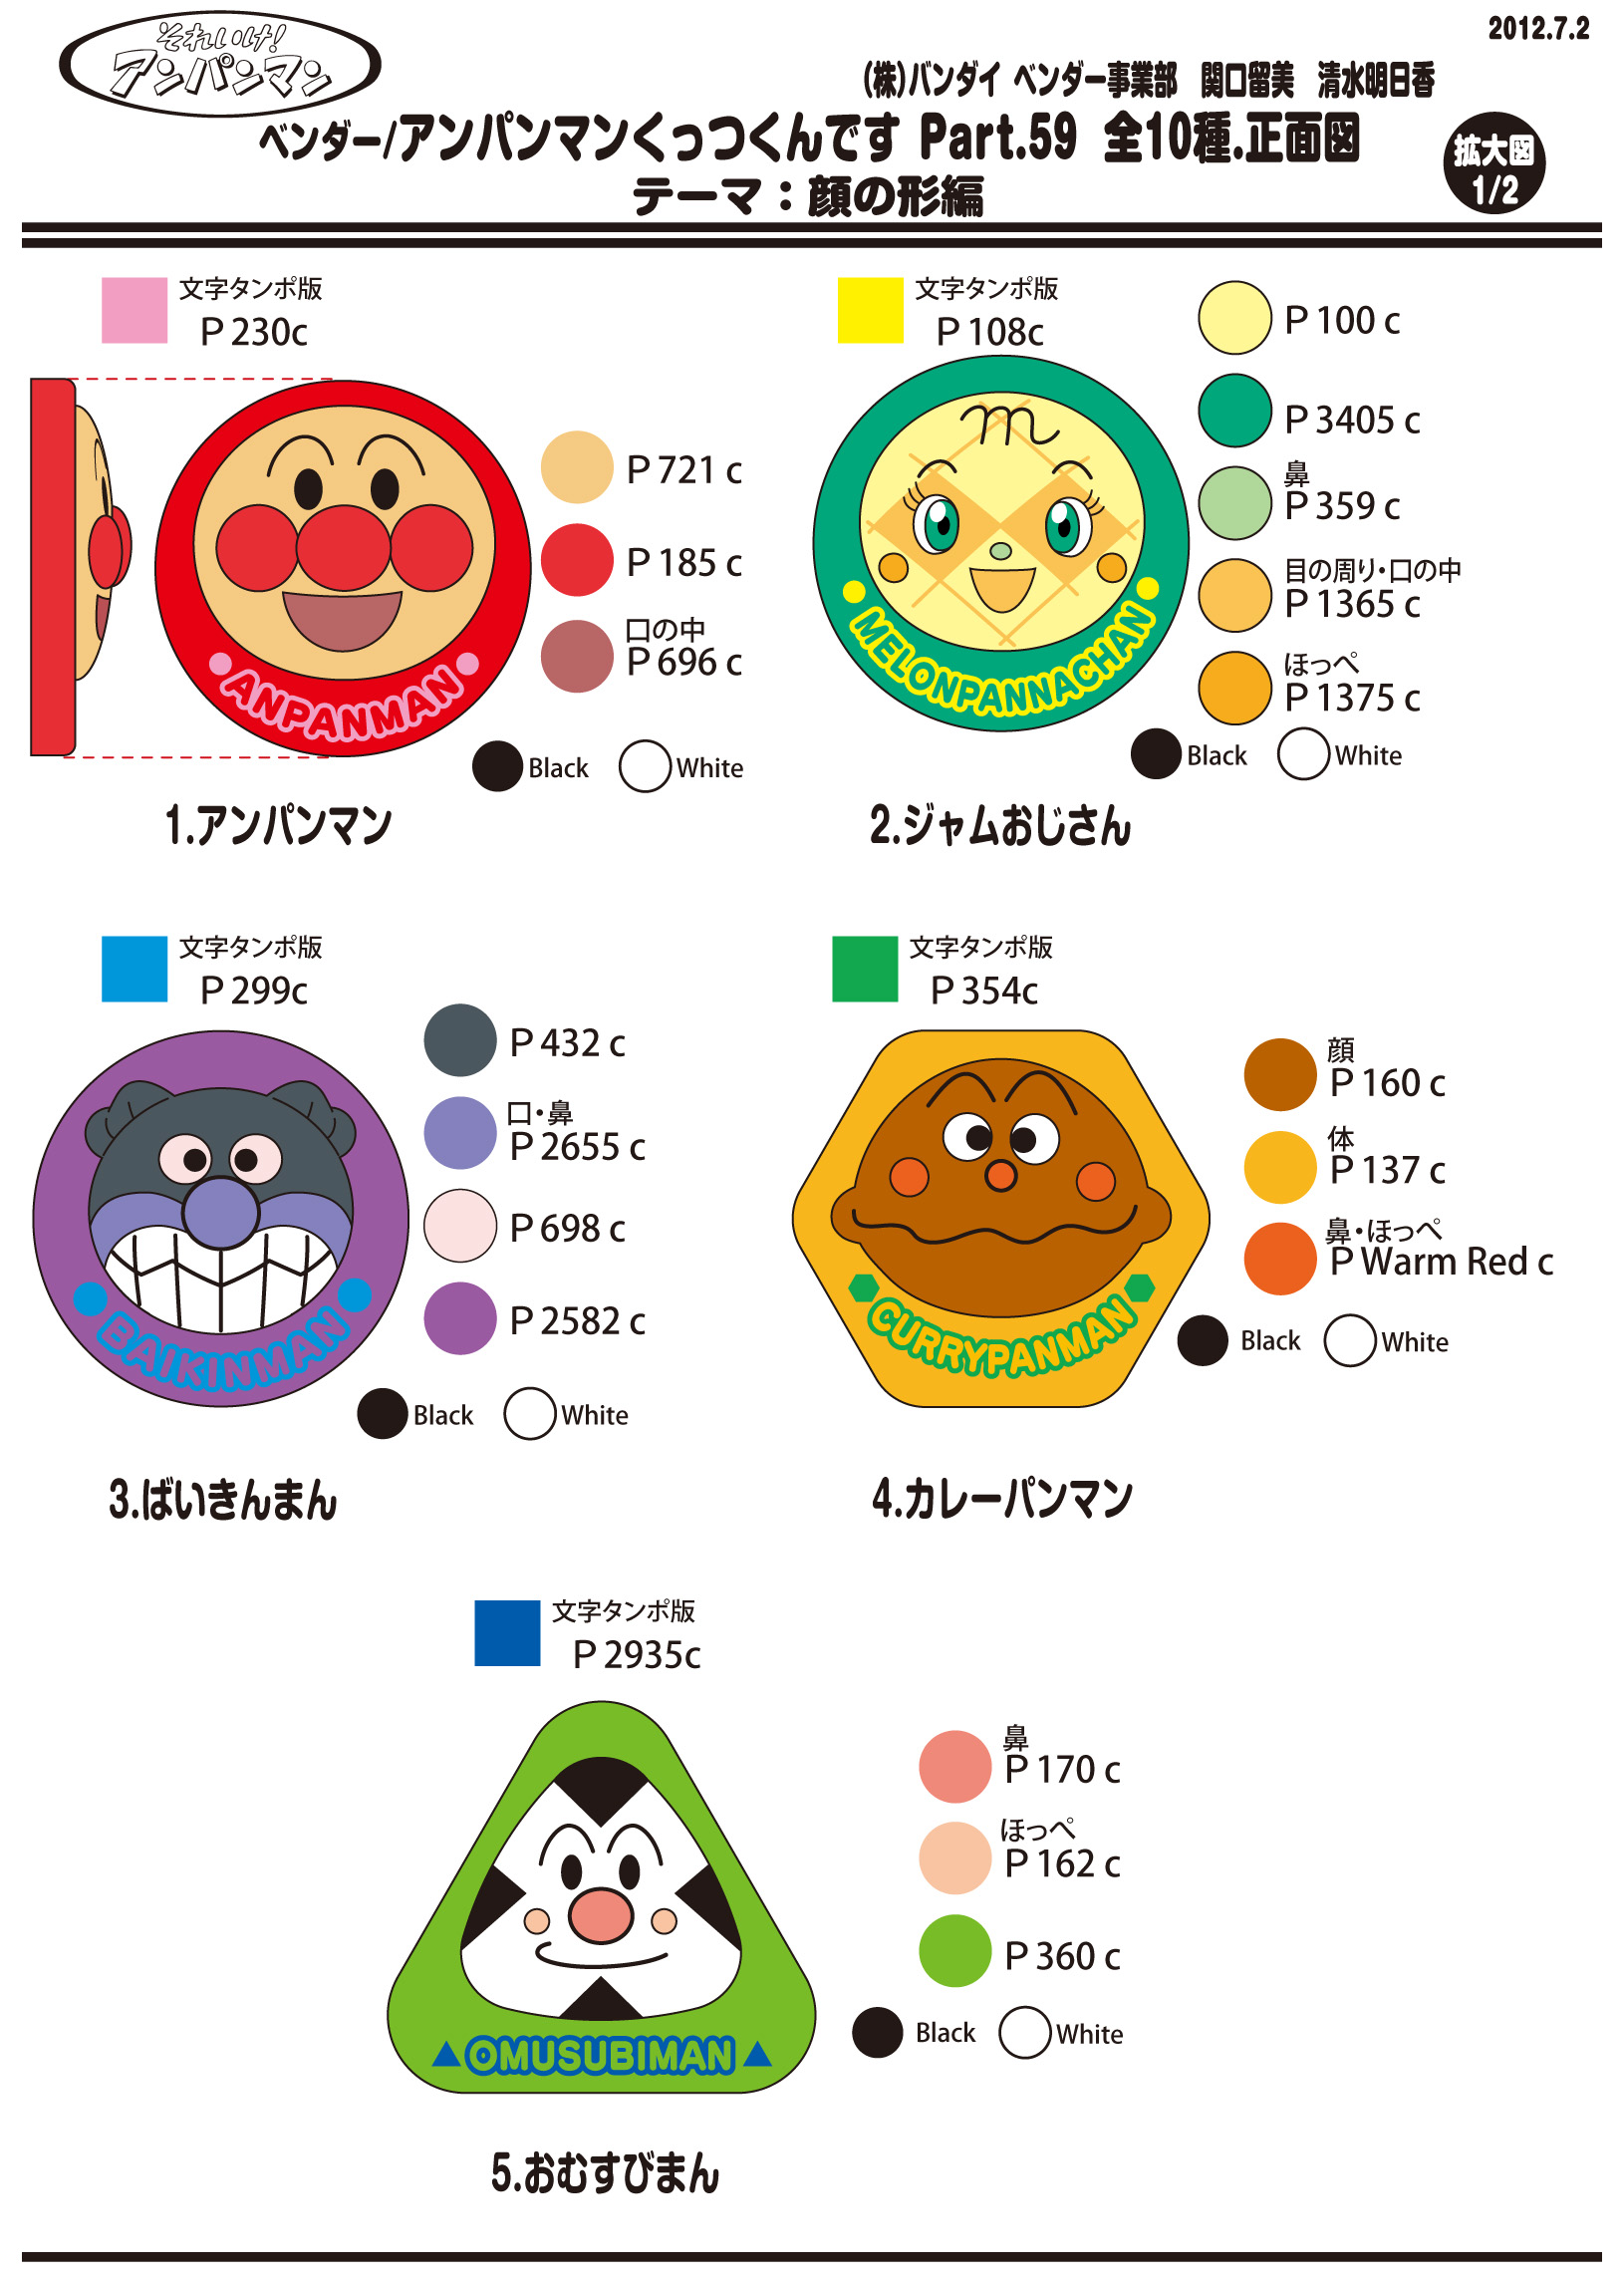 それいけ!
アンパンマン
2012.7.2
(株)バンダイ ベンダー事業部 関口留美 清水明日香
ベンダー/アンパンマンくっつくんです Part.59 全10種.正面図
テーマ:顔の形編
拡大図
1/2
文字タンポ版
P 230c
P 721 c
P 185 c
口の中
P 696 c
ANPANMAN
Black
White
1.アンパンマン
文字タンポ版
P 108c
P 100 c
P 3405 c
鼻
P 359 c
目の周り・口の中
P 1365 c
ほっぺ
P 1375 c
m
MELONPANNACHAN
Black
White
2.ジャムおじさん
文字タンポ版
P 299c
P 432 c
口・鼻
P 2655 c
P 698 c
P 2582 c
BAIKINMAN
Black
White
3.ばいきんまん
文字タンポ版
P 354c
顔
P 160 c
体
P 137 c
鼻・ほっぺ
P Warm Red c
CURRYPANMAN
Black
White
4.カレーパンマン
文字タンポ版
P 2935c
鼻
P 170 c
ほっぺ
P 162 c
P 360 c
OMUSUBIMAN
Black
White
5.おむすびまん